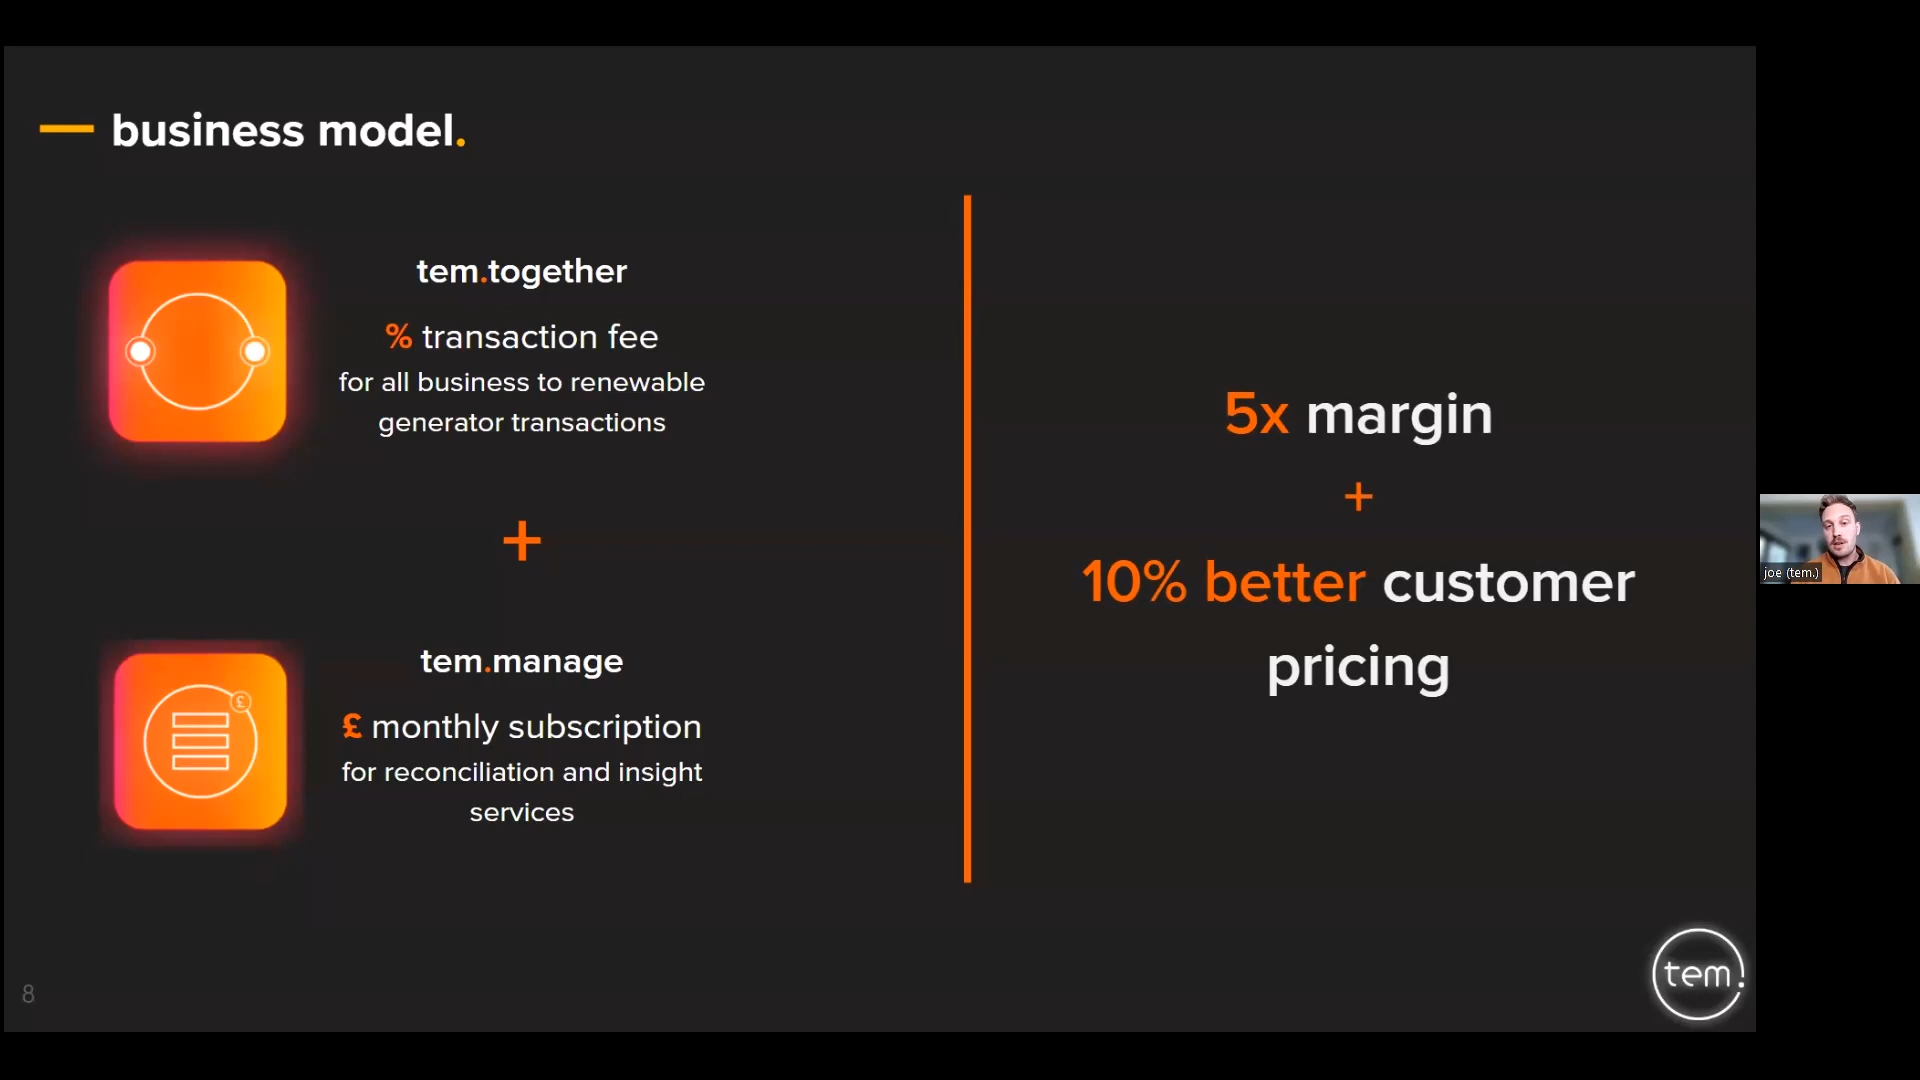 business model.
tem.together
% transaction fee
for all business to renewable
generator transactions
+
tem.manage
£ monthly subscription
for reconciliation and insight
services
£
5x margin
+
10% better customer
pricing
joe (tem.)
tem.
8